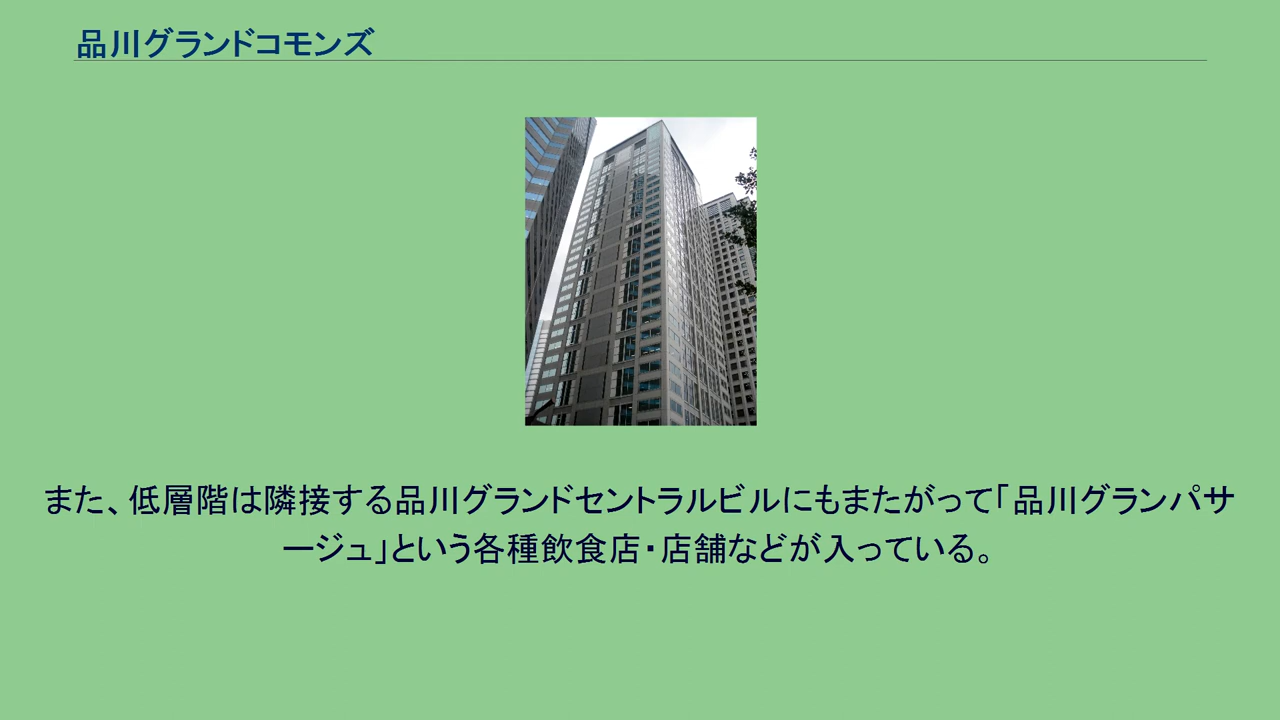 品川グランドコモンズ
また、低層階は隣接する品川グランドセントラルビルにもまたがって「品川グランパサ
ージュ」という各種飲食店・店舗などが入っている。